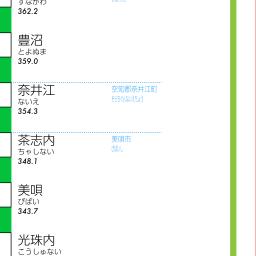 すながわ
362.2
豊沼
とよぬま
359.0
奈井江
空知郡奈井江町
ないえ
354.3
茶志内
美唄市
ちゃしない
348.1
美唄
びばい
343.7
光珠内
こうしゅない